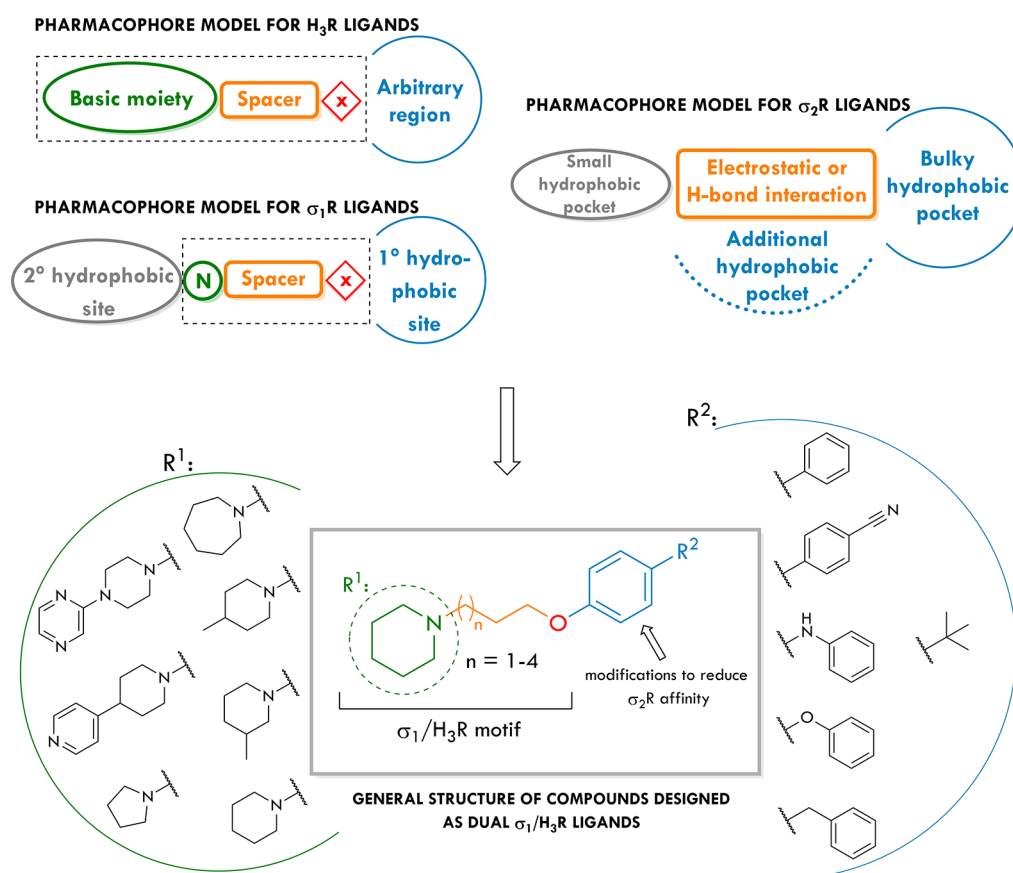 PHARMACOPHORE MODEL FOR H₃R LIGANDS
Basic moiety
Spacer
x
Arbitrary
region
PHARMACOPHORE MODEL FOR σ₁R LIGANDS
2° hydrophobic
site
N
Spacer
x
1° hydro-
phobic
site
PHARMACOPHORE MODEL FOR σ₂R LIGANDS
Small
hydrophobic
pocket
Electrostatic or
H-bond interaction
Bulky
hydrophobic
pocket
Additional
hydrophobic
pocket
R¹:
N
N
N
N
N
N
N
N
N
N
N
R¹:
N
( )n
O
R²
n = 1-4
modifications to reduce
σ₂R affinity
σ₁/H₃R motif
GENERAL STRUCTURE OF COMPOUNDS DESIGNED
AS DUAL σ₁/H₃R LIGANDS
R²:
N
H
N
O